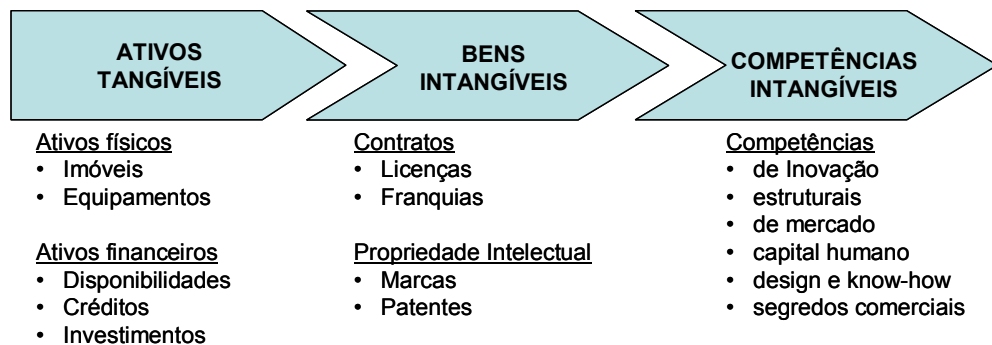 ATIVOS
TANGÍVEIS
BENS
INTANGÍVEIS
COMPETÊNCIAS
INTANGÍVEIS
Ativos físicos
• Imóveis
• Equipamentos
Ativos financeiros
• Disponibilidades
• Créditos
• Investimentos
Contratos
• Licenças
• Franquias
Propriedade Intelectual
• Marcas
• Patentes
Competências
• de Inovação
• estruturais
• de mercado
• capital humano
• design e know-how
• segredos comerciais